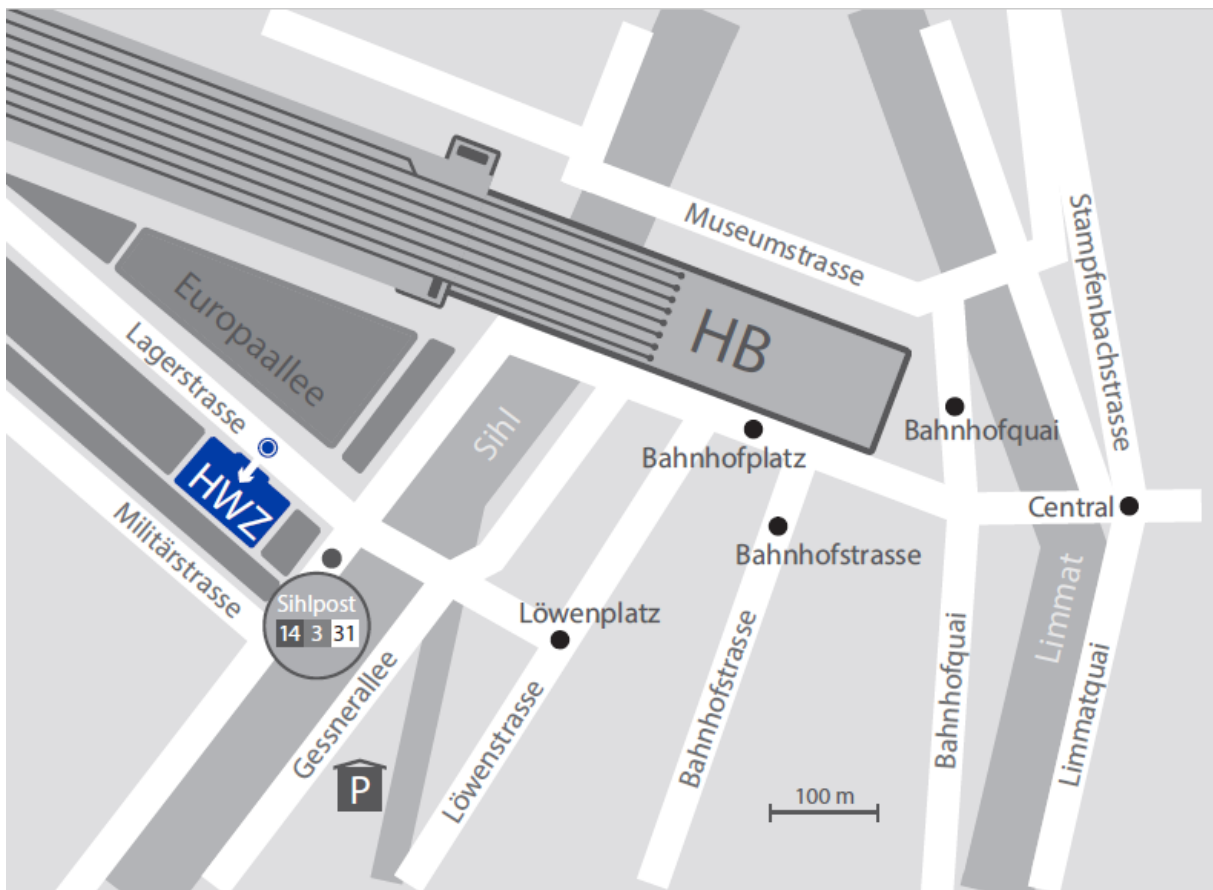 Museumstrasse
Stampfenbachstrasse
Europaallee
HB
Lagerstrasse
Sihl
Bahnhofquai
Bahnhofplatz
HWZ
Central
Militärstrasse
Bahnhofstrasse
Sihlpost
14 3 31
Löwenplatz
Limmat
Gessnerallee
Löwenstrasse
Bahnhofstrasse
Bahnhofquai
Limmatquai
P
100 m